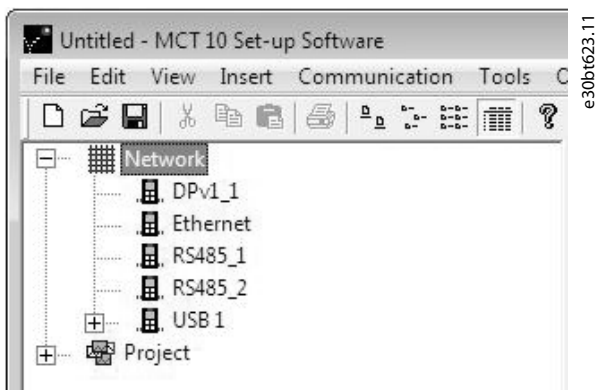 Untitled - MCT 10 Set-up Software
File Edit View Insert Communication Tools
Network
DPv1_1
Ethernet
RS485_1
RS485_2
USB 1
Project
e30bt623.11